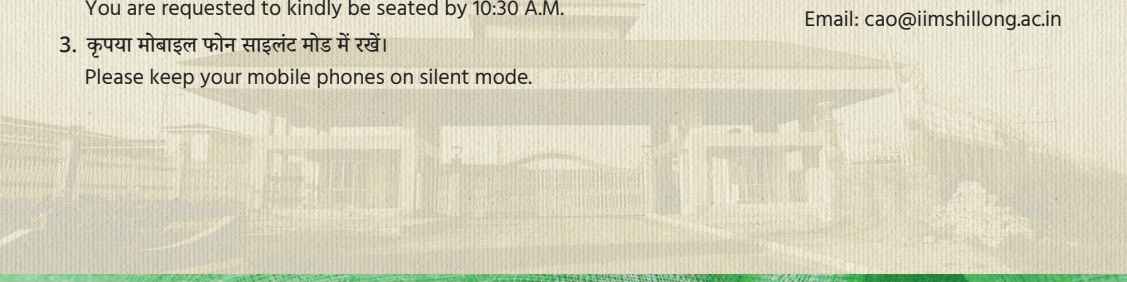 You are requested to kindly be seated by 10:30 A.M.
3. कृपया मोबाइल फोन साइलंट मोड में रखें।
Please keep your mobile phones on silent mode.
Email: cao@iimshillong.ac.in